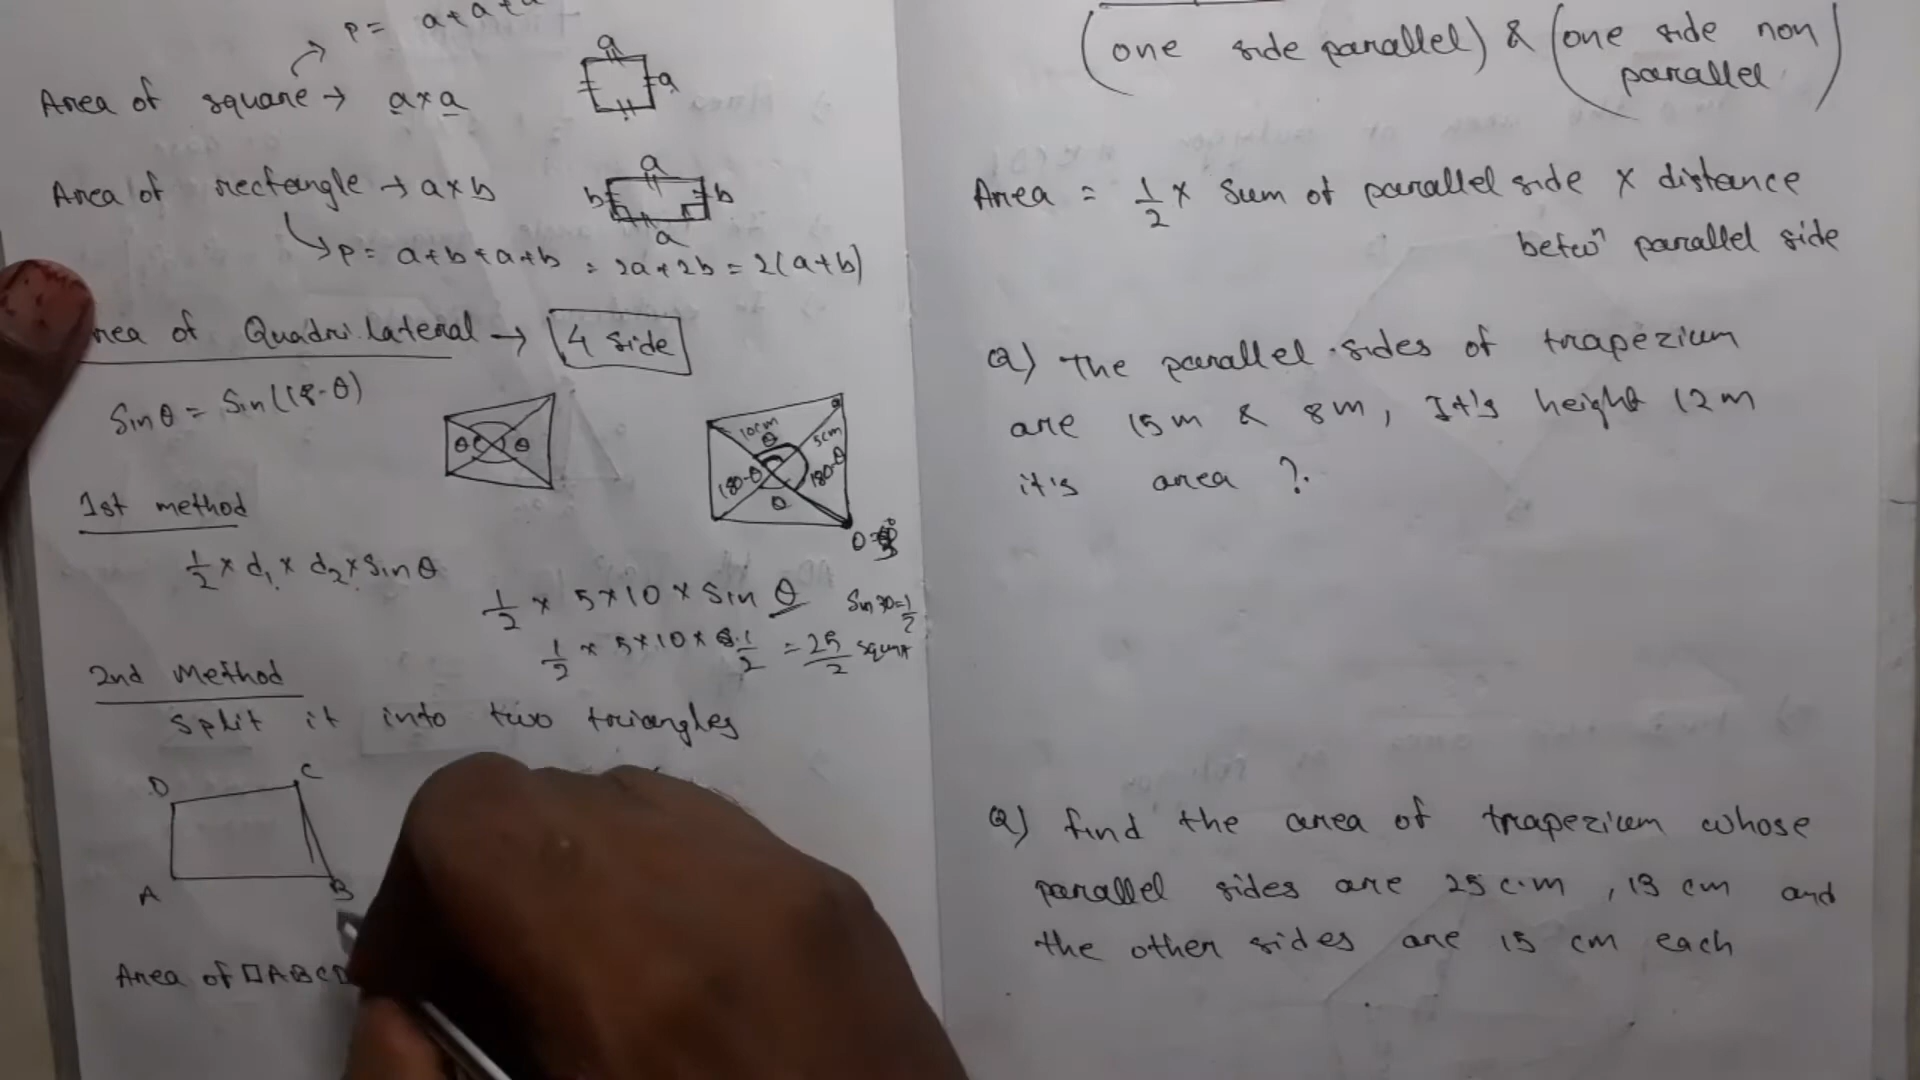 P = a + a + a
Area of square → a × a
a
a
Area of rectangle → a × b
a
b
b
a
P = a + b + a + b = 2a + 2b = 2(a + b)
rea of Quadrilateral → 4 side
Sin θ = Sin(18-θ)
θ
θ
10cm
θ
5cm
180-θ
180-θ
θ
1st method
1/2 × d1 × d2 × Sin θ
1/2 × 5 × 10 × Sin θ
Sin 30 = 1/2
1/2 × 5 × 10 × 1/2 = 25/2
2nd Method
Split it into two triangles
D
C
A
B
Area of □ABCD
(one side parallel) & (one side non parallel)
Area = 1/2 × Sum of parallel side × distance
betwⁿ parallel side
Q) The parallel sides of trapezium
are 15m & 8m, It's height 12m
it's area ?
Q) find the area of trapezium whose
parallel sides are 25 c.m , 13 cm and
the other sides are 15 cm each